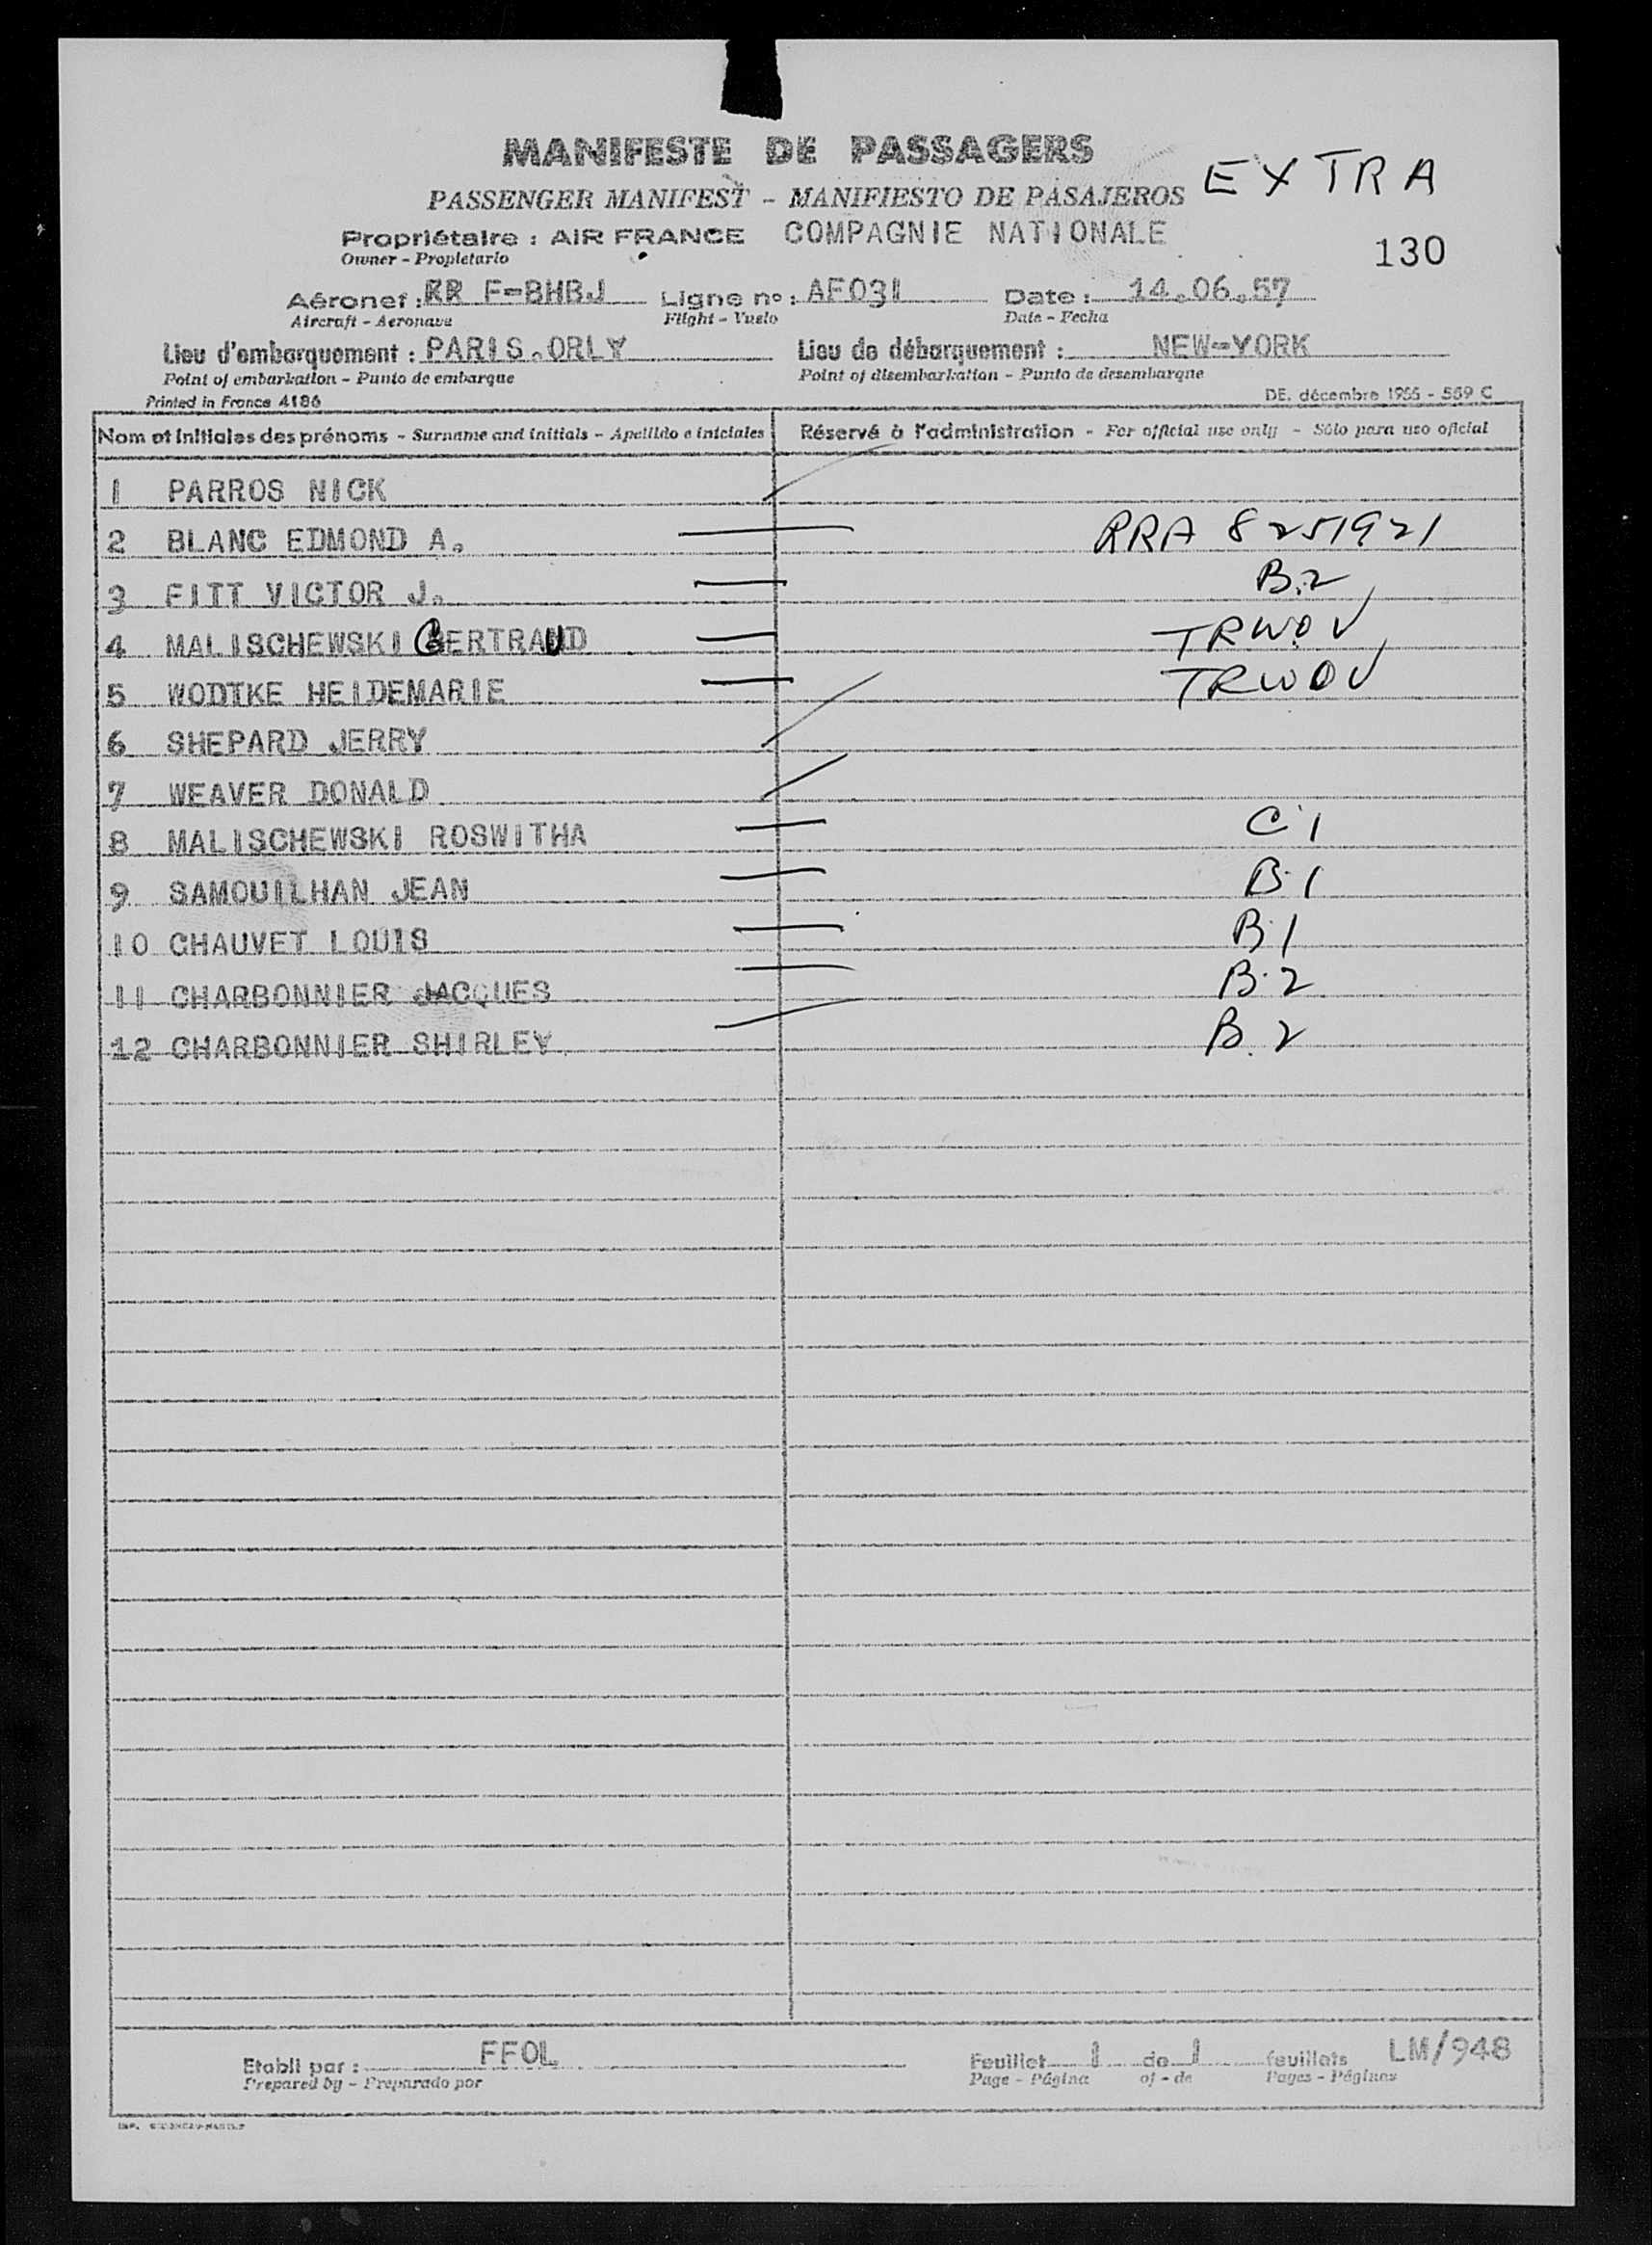 MANIFESTE DE PASSAGERS
PASSENGER MANIFEST - MANIFIESTO DE PASAJEROS
EXTRA
Propriétaire : AIR FRANCE COMPAGNIE NATIONALE
Owner - Propietario
130
Aéronef : RR F-BHBJ Ligne no : AF031 Date : 14.06.57
Aircraft - Aeronave Flight - Vuelo Date - Fecha
Lieu d'embarquement : PARIS.ORLY Lieu de débarquement : NEW-YORK
Point of embarkation - Punto de embarque Point of disembarkation - Punto de desembarque
Printed in France 4186 DE. décembre 1955 - 559 C
Nom et initiales des prénoms - Surname and initials - Apellido e iniciales Réservé à l'administration - For official use only - Sólo para uso oficial
1 PARROS NICK
2 BLANC EDMOND A. RRA 8251921
3 FITT VICTOR J. B.2
4 MALISCHEWSKI GERTRAUD TRWOV
5 WODTKE HEIDEMARIE TRWOV
6 SHEPARD JERRY
7 WEAVER DONALD
8 MALISCHEWSKI ROSWITHA C 1
9 SAMOUILHAN JEAN B-1
10 CHAUVET LOUIS B.1
11 CHARBONNIER JACQUES B.2
12 CHARBONNIER SHIRLEY B.2
Etabli par : FFOL Feuillet 1 de 1 feuillets LM/948
Prepared by - Preparado por Page - Página of - de Pages - Páginas